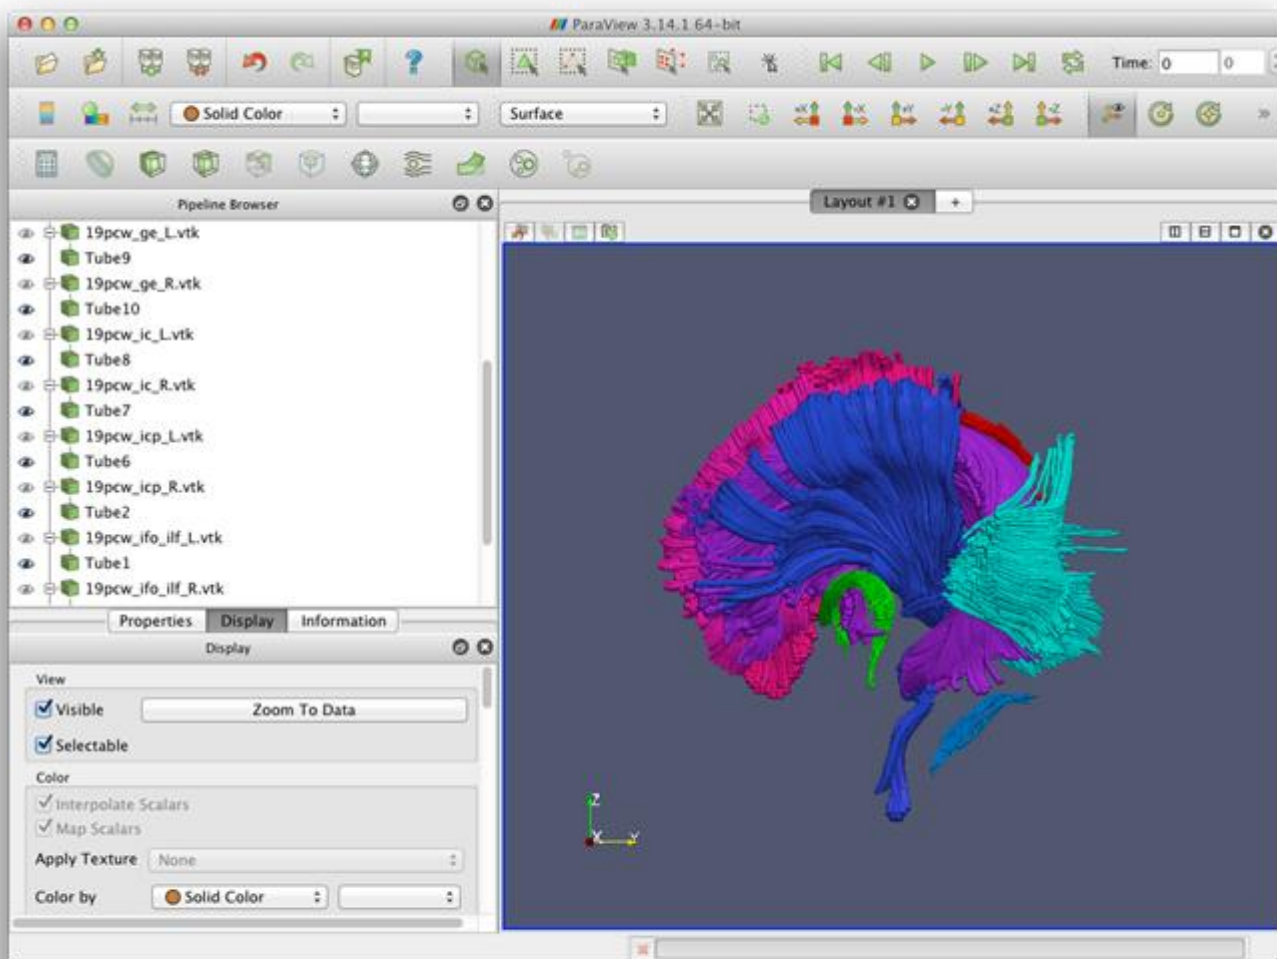 ParaView 3.14.1 64-bit
Time: 0 0
Solid Color Surface
+X -X +Y -Y +Z -Z
Pipeline Browser
Layout #1 +
19pcw_ge_L.vtk
Tube9
19pcw_ge_R.vtk
Tube10
19pcw_ic_L.vtk
Tube8
19pcw_ic_R.vtk
Tube7
19pcw_icp_L.vtk
Tube6
19pcw_icp_R.vtk
Tube2
19pcw_ifo_ilf_L.vtk
Tube1
19pcw_ifo_ilf_R.vtk
Properties Display Information
Display
View
Visible Zoom To Data
Selectable
Color
Interpolate Scalars
Map Scalars
Apply Texture None
Color by Solid Color
Z
X Y